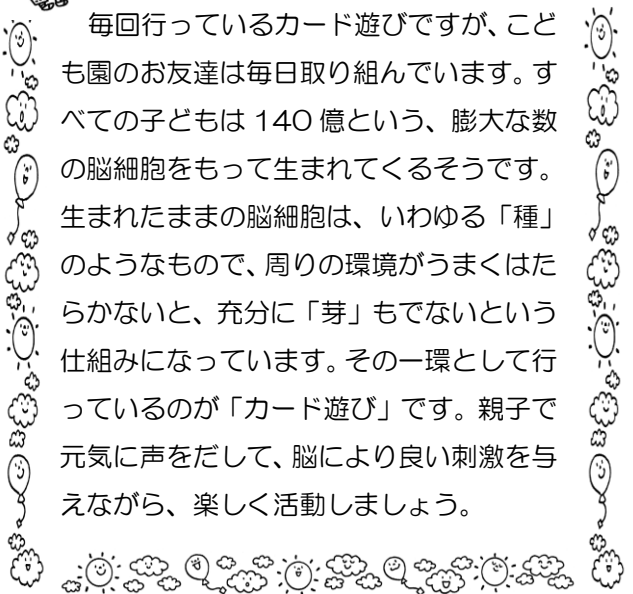 毎回行っているカード遊びですが、こど
も園のお友達は毎日取り組んでいます。す
べての子どもは 140 億という、膨大な数
の脳細胞をもって生まれてくるそうです。
生まれたままの脳細胞は、いわゆる「種」
のようなもので、周りの環境がうまくはた
らかないと、充分に「芽」もでないという
仕組みになっています。その一環として行
っているのが「カード遊び」です。親子で
元気に声をだして、脳により良い刺激を与
えながら、楽しく活動しましょう。